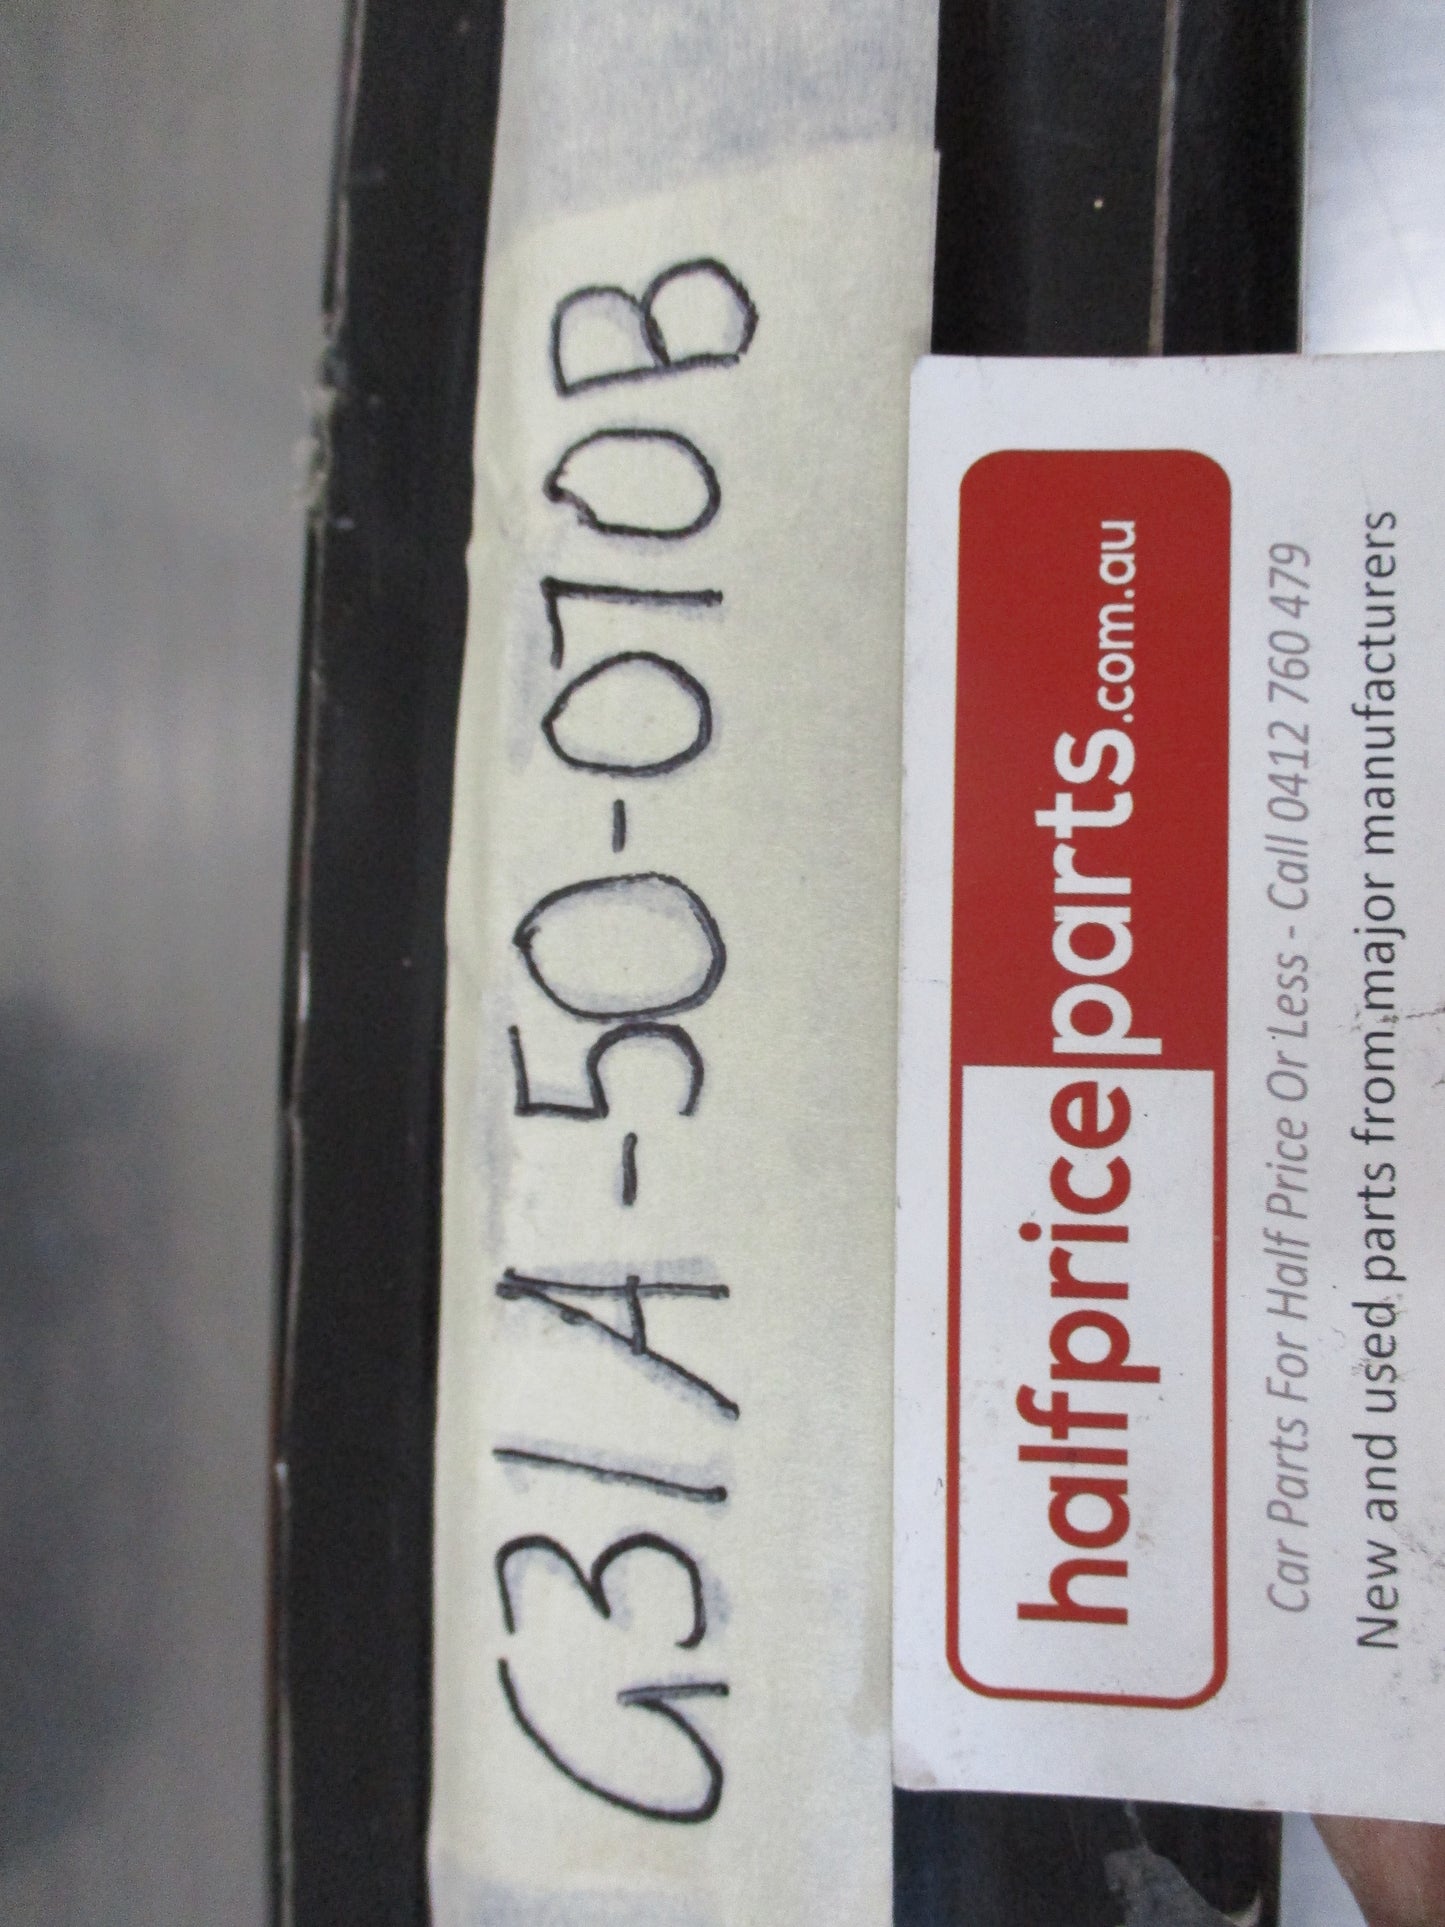 G31A-50-070B
halfpriceparts.com.au
Car Parts For Half Price Or Less - Call 0412 760 479
New and used parts from major manufacturers